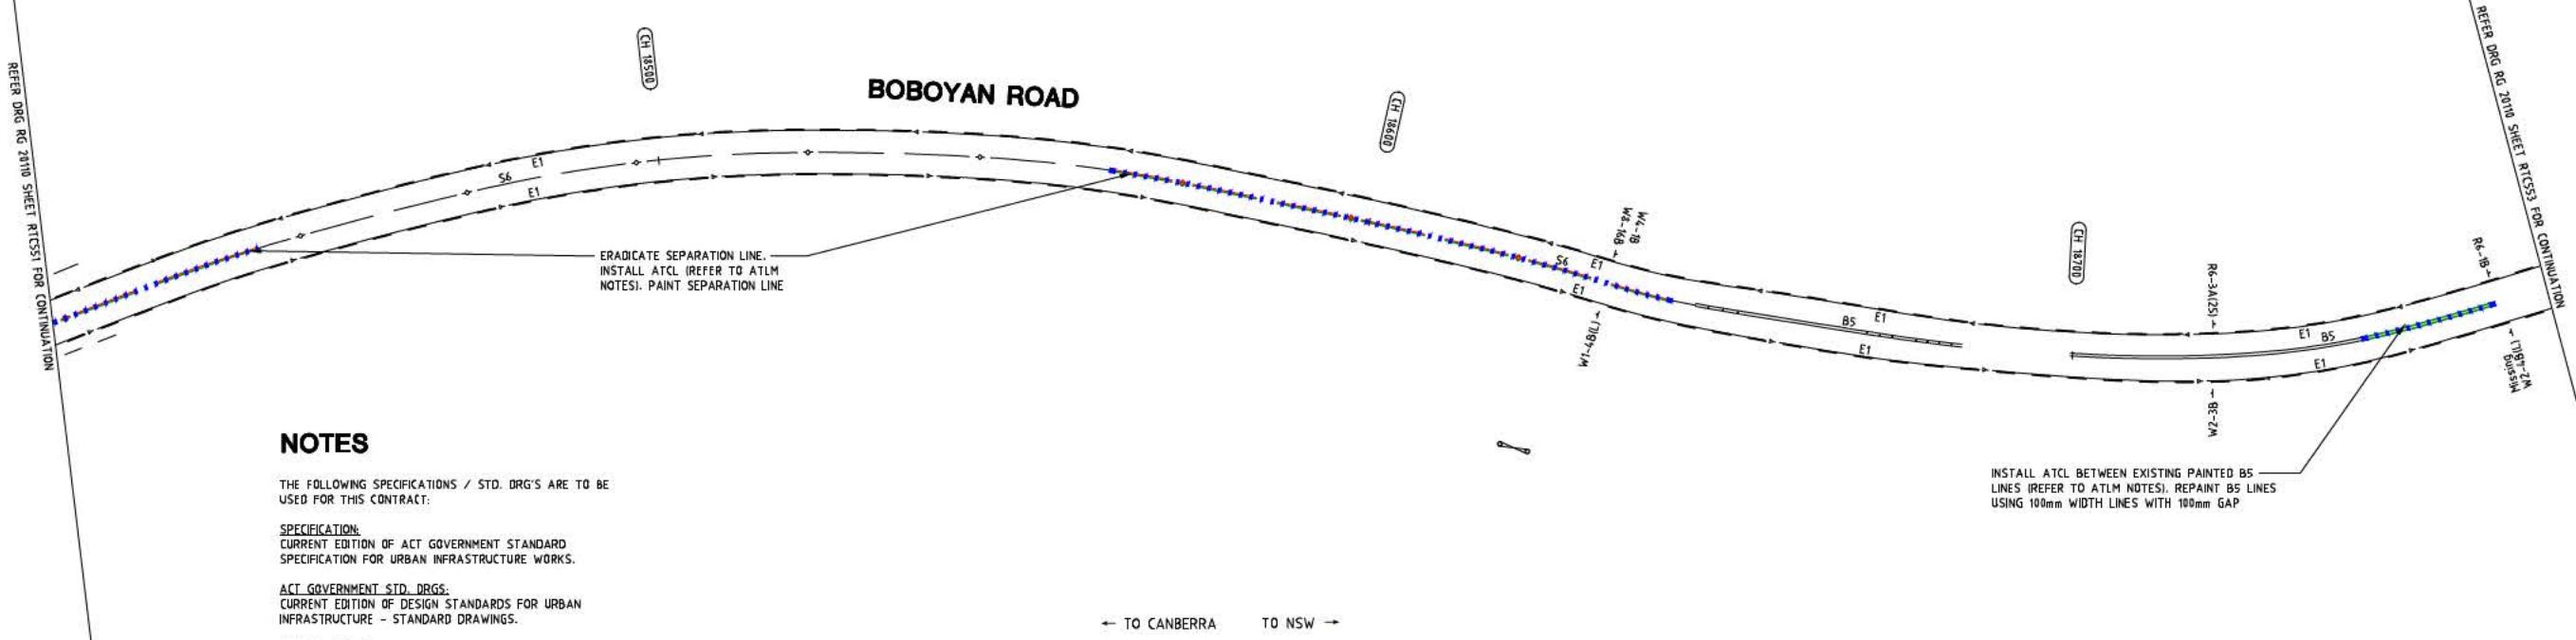 REFER DRG RG 20110 SHEET RTC551 FOR CONTINUATION
CH 18500
BOBOYAN ROAD
CH 18600
CH 18700
REFER DRG RG 20110 SHEET RTC553 FOR CONTINUATION
E1
S6
E1
ERADICATE SEPARATION LINE.
INSTALL ATCL (REFER TO ATLM
NOTES). PAINT SEPARATION LINE
W8-16B
W4-1B
S6
E1
E1
W1-4B(L)
B5
E1
E1
R6-3A(2S)
W2-3B
E1
B5
E1
R6-1B
W2-4B(L)
Missing
INSTALL ATCL BETWEEN EXISTING PAINTED B5
LINES (REFER TO ATLM NOTES). REPAINT B5 LINES
USING 100mm WIDTH LINES WITH 100mm GAP
NOTES
THE FOLLOWING SPECIFICATIONS / STD. DRG'S ARE TO BE
USED FOR THIS CONTRACT:
SPECIFICATION:
CURRENT EDITION OF ACT GOVERNMENT STANDARD
SPECIFICATION FOR URBAN INFRASTRUCTURE WORKS.
ACT GOVERNMENT STD. DRGS:
CURRENT EDITION OF DESIGN STANDARDS FOR URBAN
INFRASTRUCTURE - STANDARD DRAWINGS.
← TO CANBERRA
TO NSW →